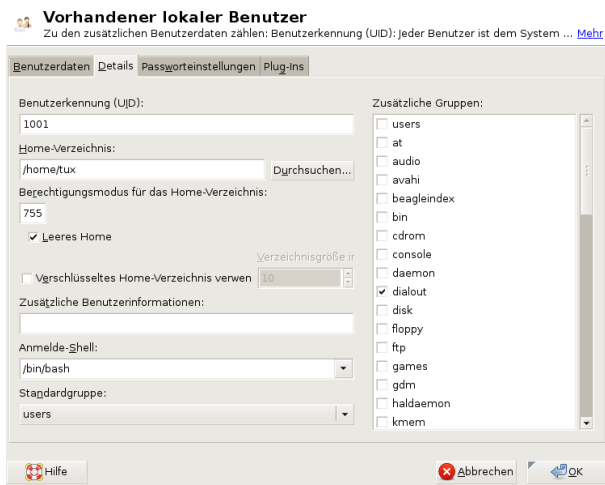 Vorhandener lokaler Benutzer
Zu den zusätzlichen Benutzerdaten zählen: Benutzerkennung (UID): Jeder Benutzer ist dem System ... Mehr
Benutzerdaten Details Passworteinstellungen Plug-Ins
Benutzerkennung (UID):
1001
Home-Verzeichnis:
/home/tux Durchsuchen...
Berechtigungsmodus für das Home-Verzeichnis:
755
Leeres Home
Verzeichnisgröße in
Verschlüsseltes Home-Verzeichnis verwen 10
Zusätzliche Benutzerinformationen:
Anmelde-Shell:
/bin/bash
Standardgruppe:
users
Zusätzliche Gruppen:
users
at
audio
avahi
beagleindex
bin
cdrom
console
daemon
dialout
disk
floppy
ftp
games
gdm
haldaemon
kmem
Hilfe Abbrechen OK